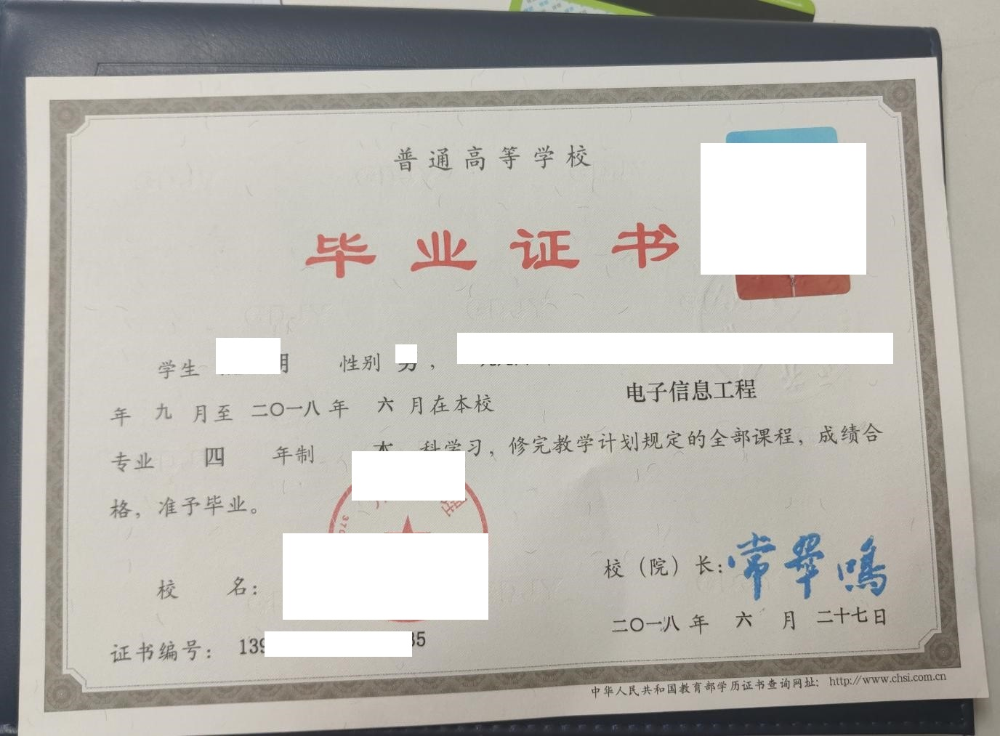 普通高等学校
毕业证书
学生 明 性别 男，
年 九 月至 二〇一八 年 六 月在本校 电子信息工程
专业 四 年制 本 科学习，修完教学计划规定的全部课程，成绩合
格，准予毕业。
校 名：
校（院）长：常翠鸣
二〇一八 年 六 月 二十七日
证书编号： 139 35
中华人民共和国教育部学历证书查询网址： http://www.chsi.com.cn